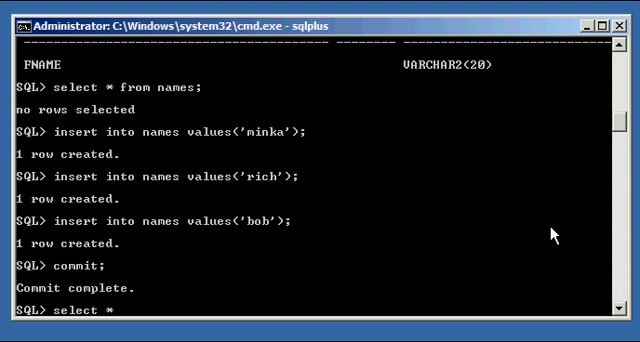 Administrator: C:\Windows\system32\cmd.exe - sqlplus
FNAME VARCHAR2(20)
SQL> select * from names;
no rows selected
SQL> insert into names values('minka');
1 row created.
SQL> insert into names values('rich');
1 row created.
SQL> insert into names values('bob');
1 row created.
SQL> commit;
Commit complete.
SQL> select *